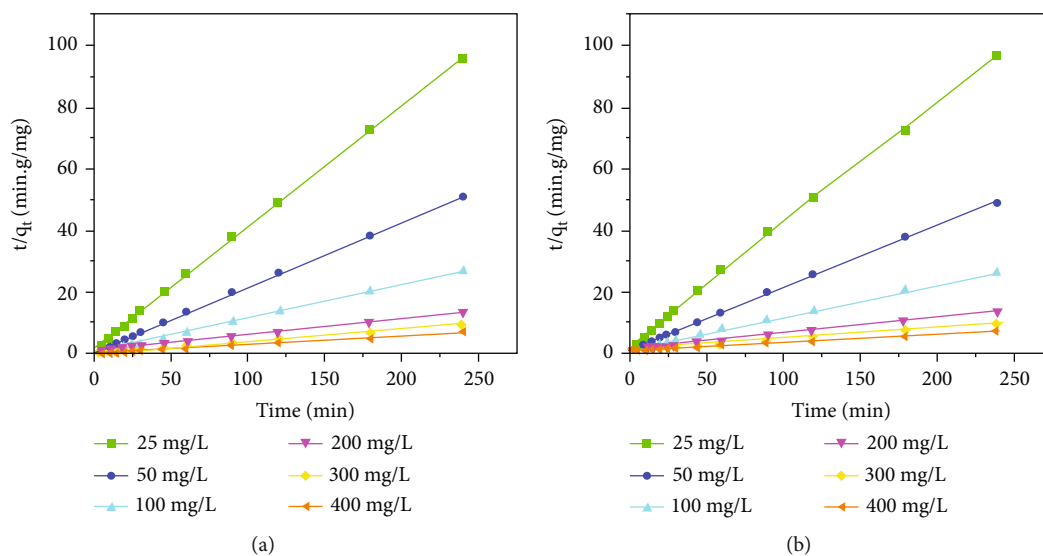 100
80
60
40
20
0
t/qt (min.g/mg)
0 50 100 150 200 250
Time (min)
25 mg/L
50 mg/L
100 mg/L
200 mg/L
300 mg/L
400 mg/L
(a)
100
80
60
40
20
0
t/qt (min.g/mg)
0 50 100 150 200 250
Time (min)
25 mg/L
50 mg/L
100 mg/L
200 mg/L
300 mg/L
400 mg/L
(b)